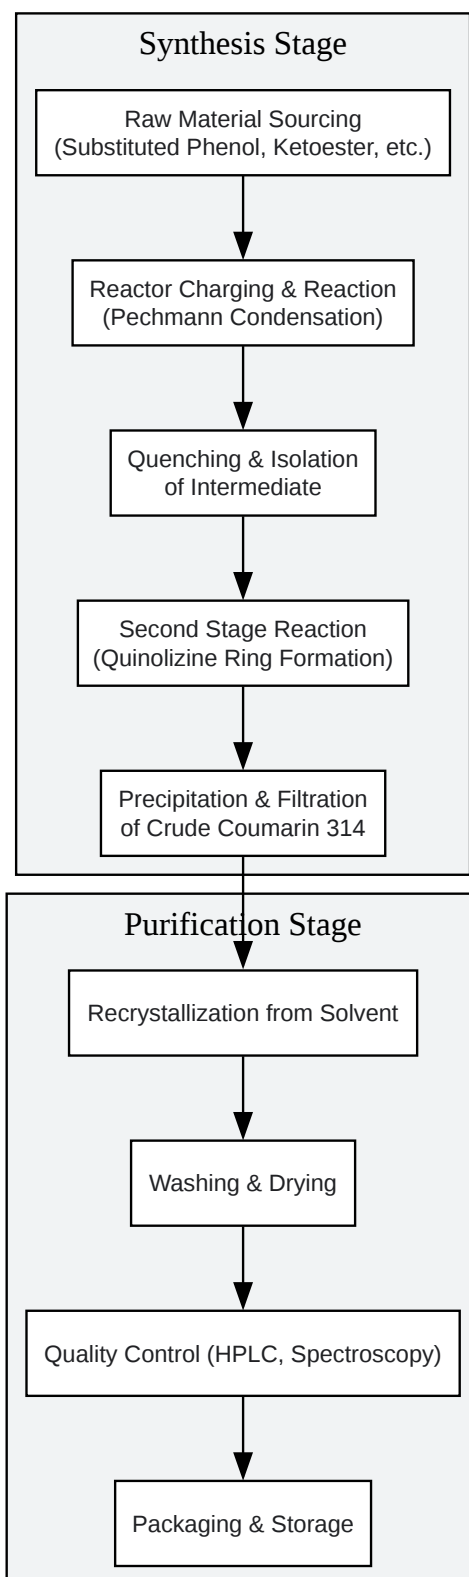 Synthesis Stage
Raw Material Sourcing
(Substituted Phenol, Ketoester, etc.)
Reactor Charging & Reaction
(Pechmann Condensation)
Quenching & Isolation
of Intermediate
Second Stage Reaction
(Quinolizine Ring Formation)
Precipitation & Filtration
of Crude Coumarin 314
Purification Stage
Recrystallization from Solvent
Washing & Drying
Quality Control (HPLC, Spectroscopy)
Packaging & Storage